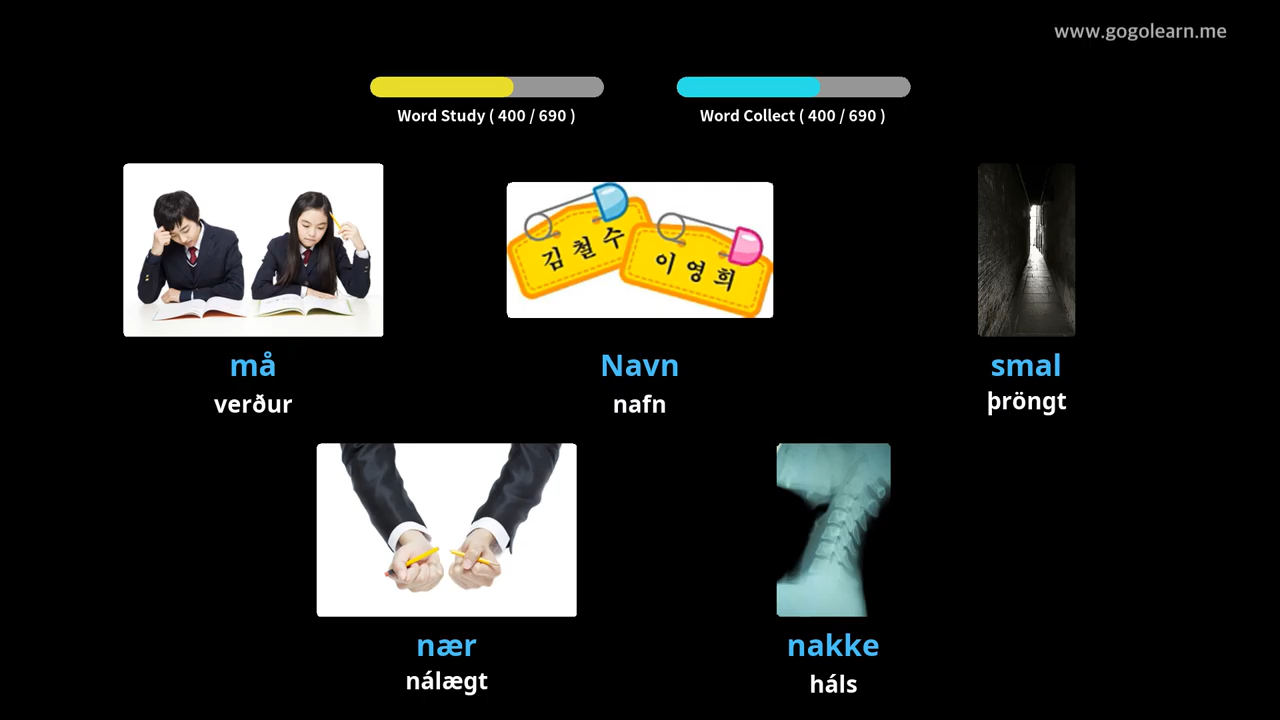 www.gogolearn.me
Word Study ( 400 / 690 )
Word Collect ( 400 / 690 )
김철수
이영희
må
Navn
smal
verður
nafn
þröngt
nær
nakke
nálægt
háls